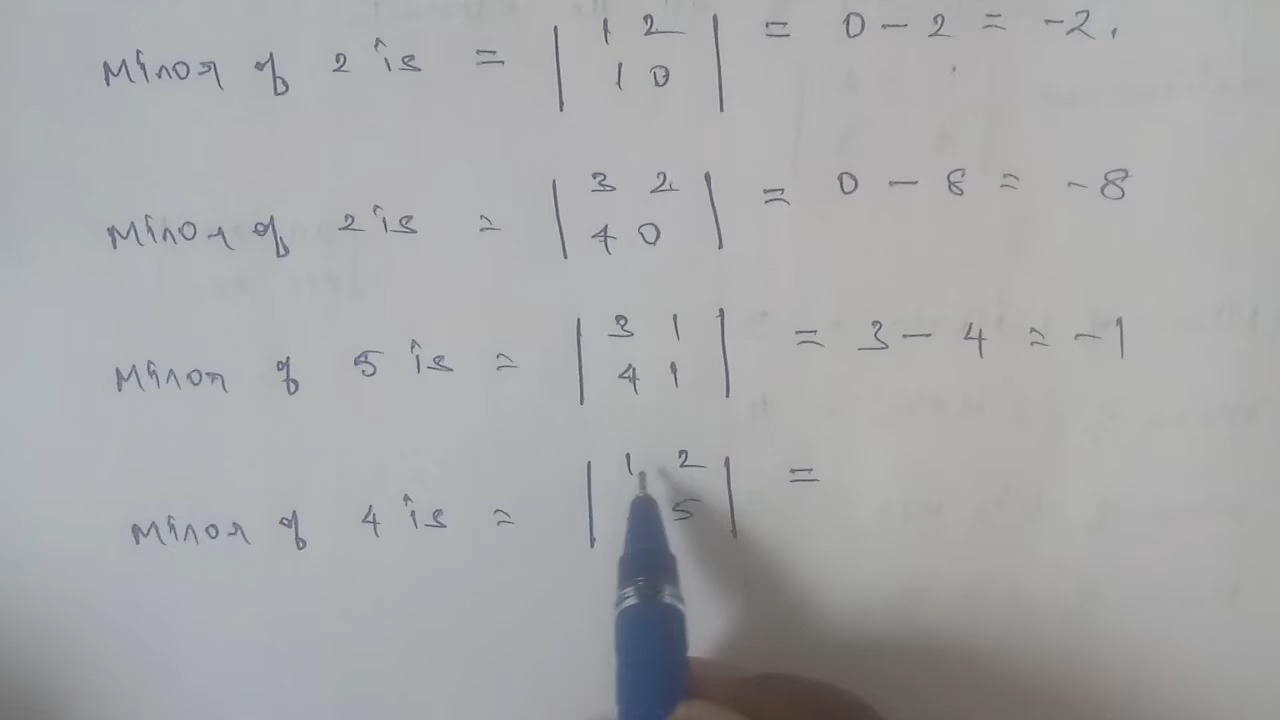 Minor of 2 is = | 1 2 | = 0 - 2 = -2.
| 1 0 |
Minor of 2 is = | 3 2 | = 0 - 8 = -8
| 4 0 |
Minor of 5 is = | 3 1 | = 3 - 4 = -1
| 4 1 |
Minor of 4 is = | 1 2 | =
| 5 |